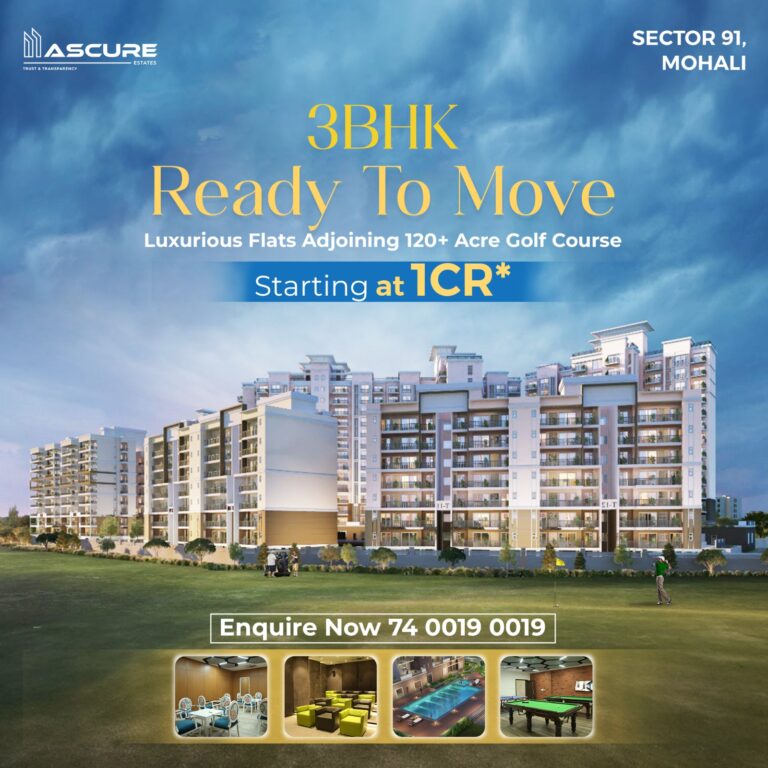 ASCURE
ESTATES
TRUST & TRANSPARENCY
SECTOR 91,
MOHALI
3BHK
Ready To Move
Luxurious Flats Adjoining 120+ Acre Golf Course
Starting at 1CR*
Enquire Now 74 0019 0019